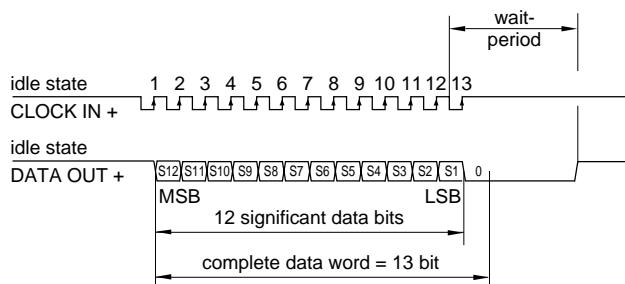 wait-
period
idle state
1 2 3 4 5 6 7 8 9 10 11 12 13
CLOCK IN +
idle state
DATA OUT +
S12 S11 S10 S9 S8 S7 S6 S5 S4 S3 S2 S1 0
MSB LSB
12 significant data bits
complete data word = 13 bit